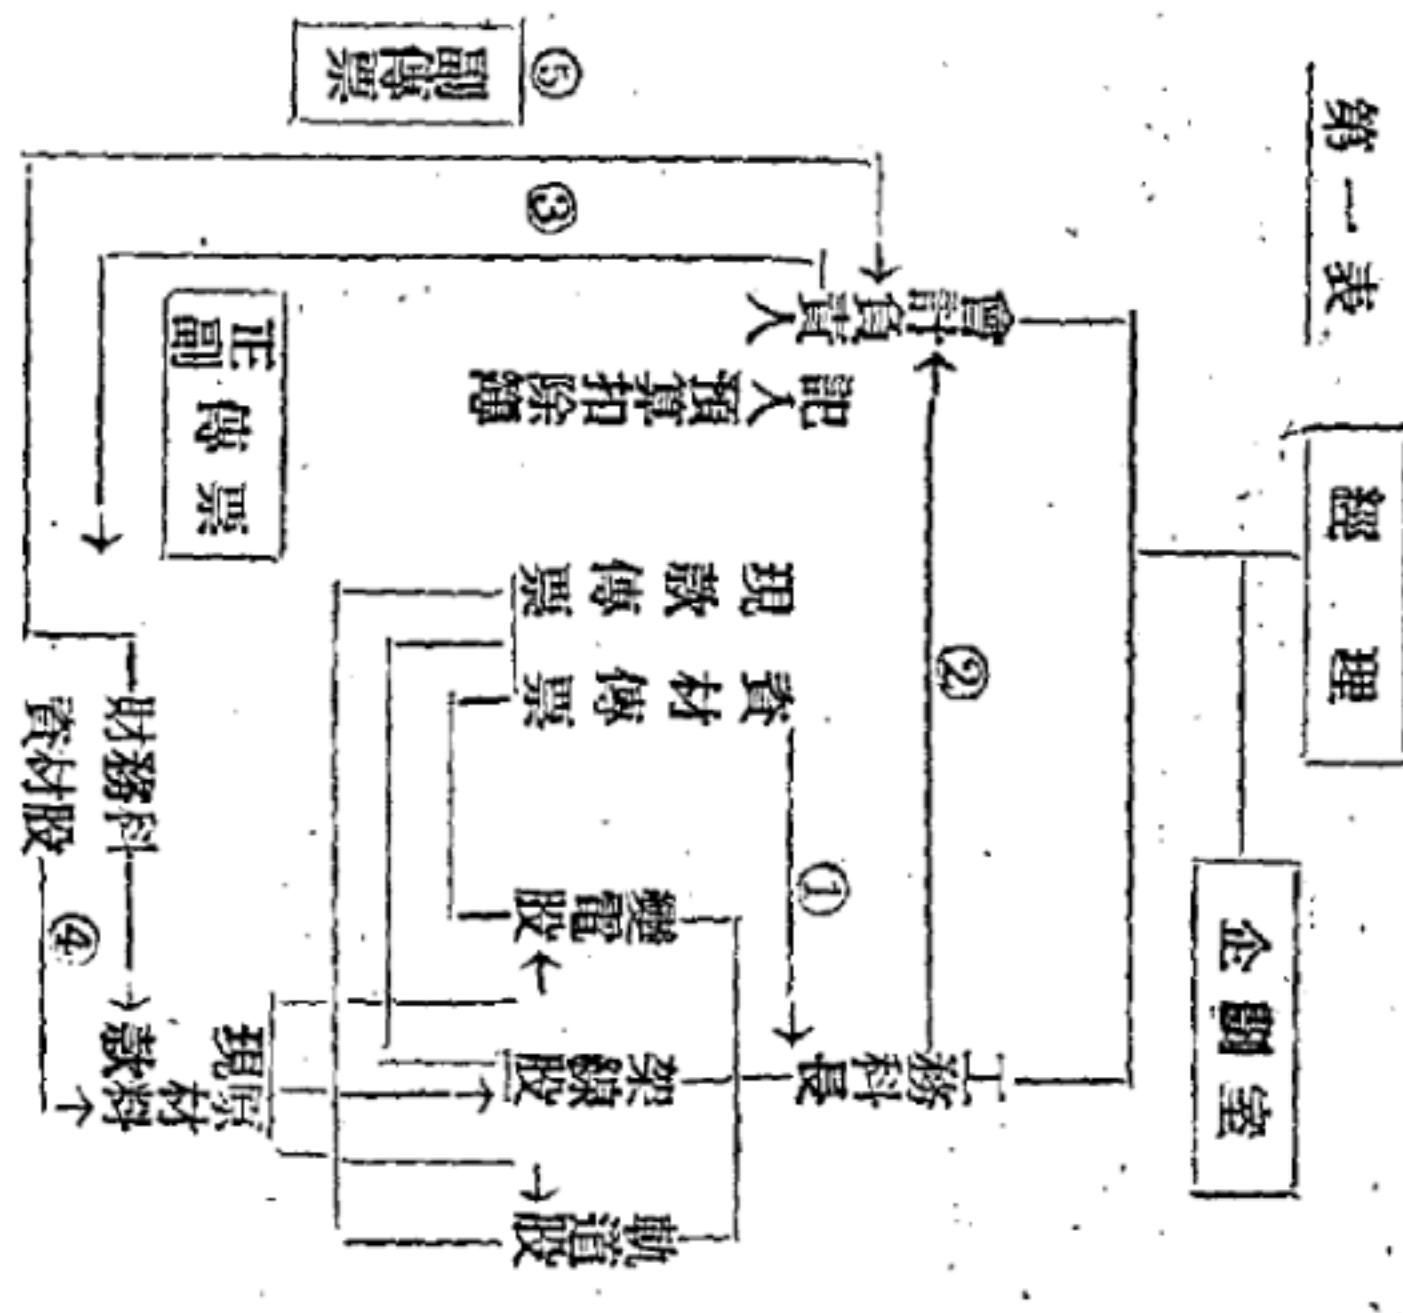 第一表
經理
企劃室
會計負責人
記入預算扣除簿
工務科長
②
①
③
⑤
副傳票
正副傳票
現款傳票
資材傳票
變電股
架線股
軌道股
財務科
資材股
④
現款
原材料